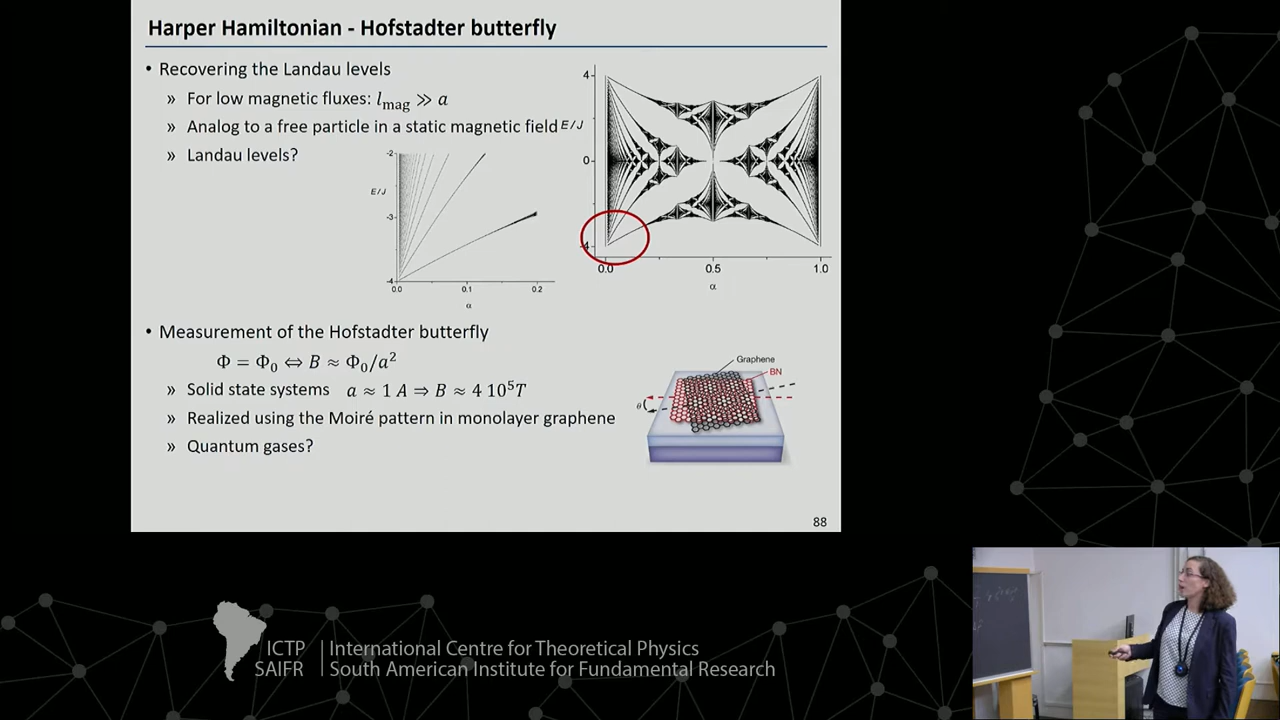 Harper Hamiltonian - Hofstadter butterfly
• Recovering the Landau levels
» For low magnetic fluxes: lmag ≫ a
» Analog to a free particle in a static magnetic field
» Landau levels?
E/J
4
0
-4
0.0
0.5
1.0
α
E/J
-2
-3
-4
0.0
0.1
0.2
α
• Measurement of the Hofstadter butterfly
Φ = Φ0 ⇔ B ≈ Φ0/a²
» Solid state systems a ≈ 1 A ⇒ B ≈ 4 10⁵T
» Realized using the Moiré pattern in monolayer graphene
» Quantum gases?
Graphene
BN
θ
88
ICTP SAIFR
International Centre for Theoretical Physics
South American Institute for Fundamental Research